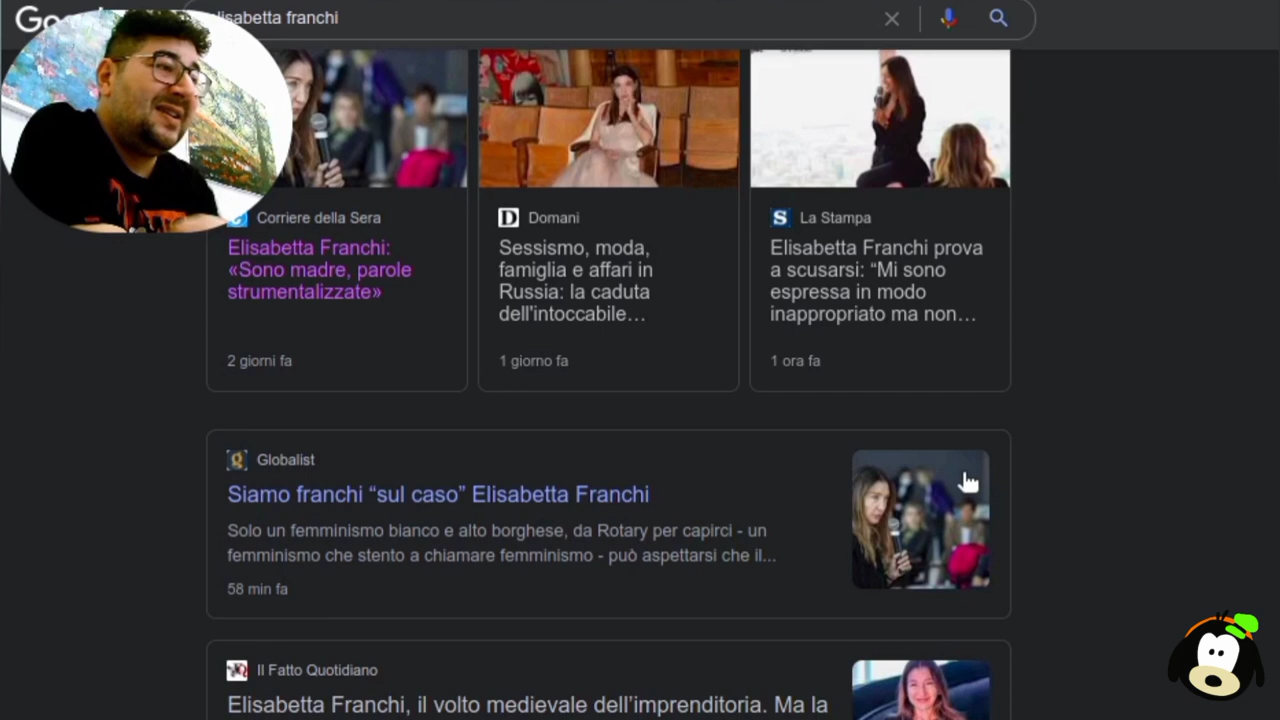 elisabetta franchi
Corriere della Sera
Elisabetta Franchi:
«Sono madre, parole
strumentalizzate»
2 giorni fa
Domani
Sessismo, moda,
famiglia e affari in
Russia: la caduta
dell'intoccabile…
1 giorno fa
La Stampa
Elisabetta Franchi prova
a scusarsi: “Mi sono
espressa in modo
inappropriato ma non…
1 ora fa
Globalist
Siamo franchi “sul caso” Elisabetta Franchi
Solo un femminismo bianco e alto borghese, da Rotary per capirci - un
femminismo che stento a chiamare femminismo - può aspettarsi che il...
58 min fa
Il Fatto Quotidiano
Elisabetta Franchi, il volto medievale dell’imprenditoria. Ma la